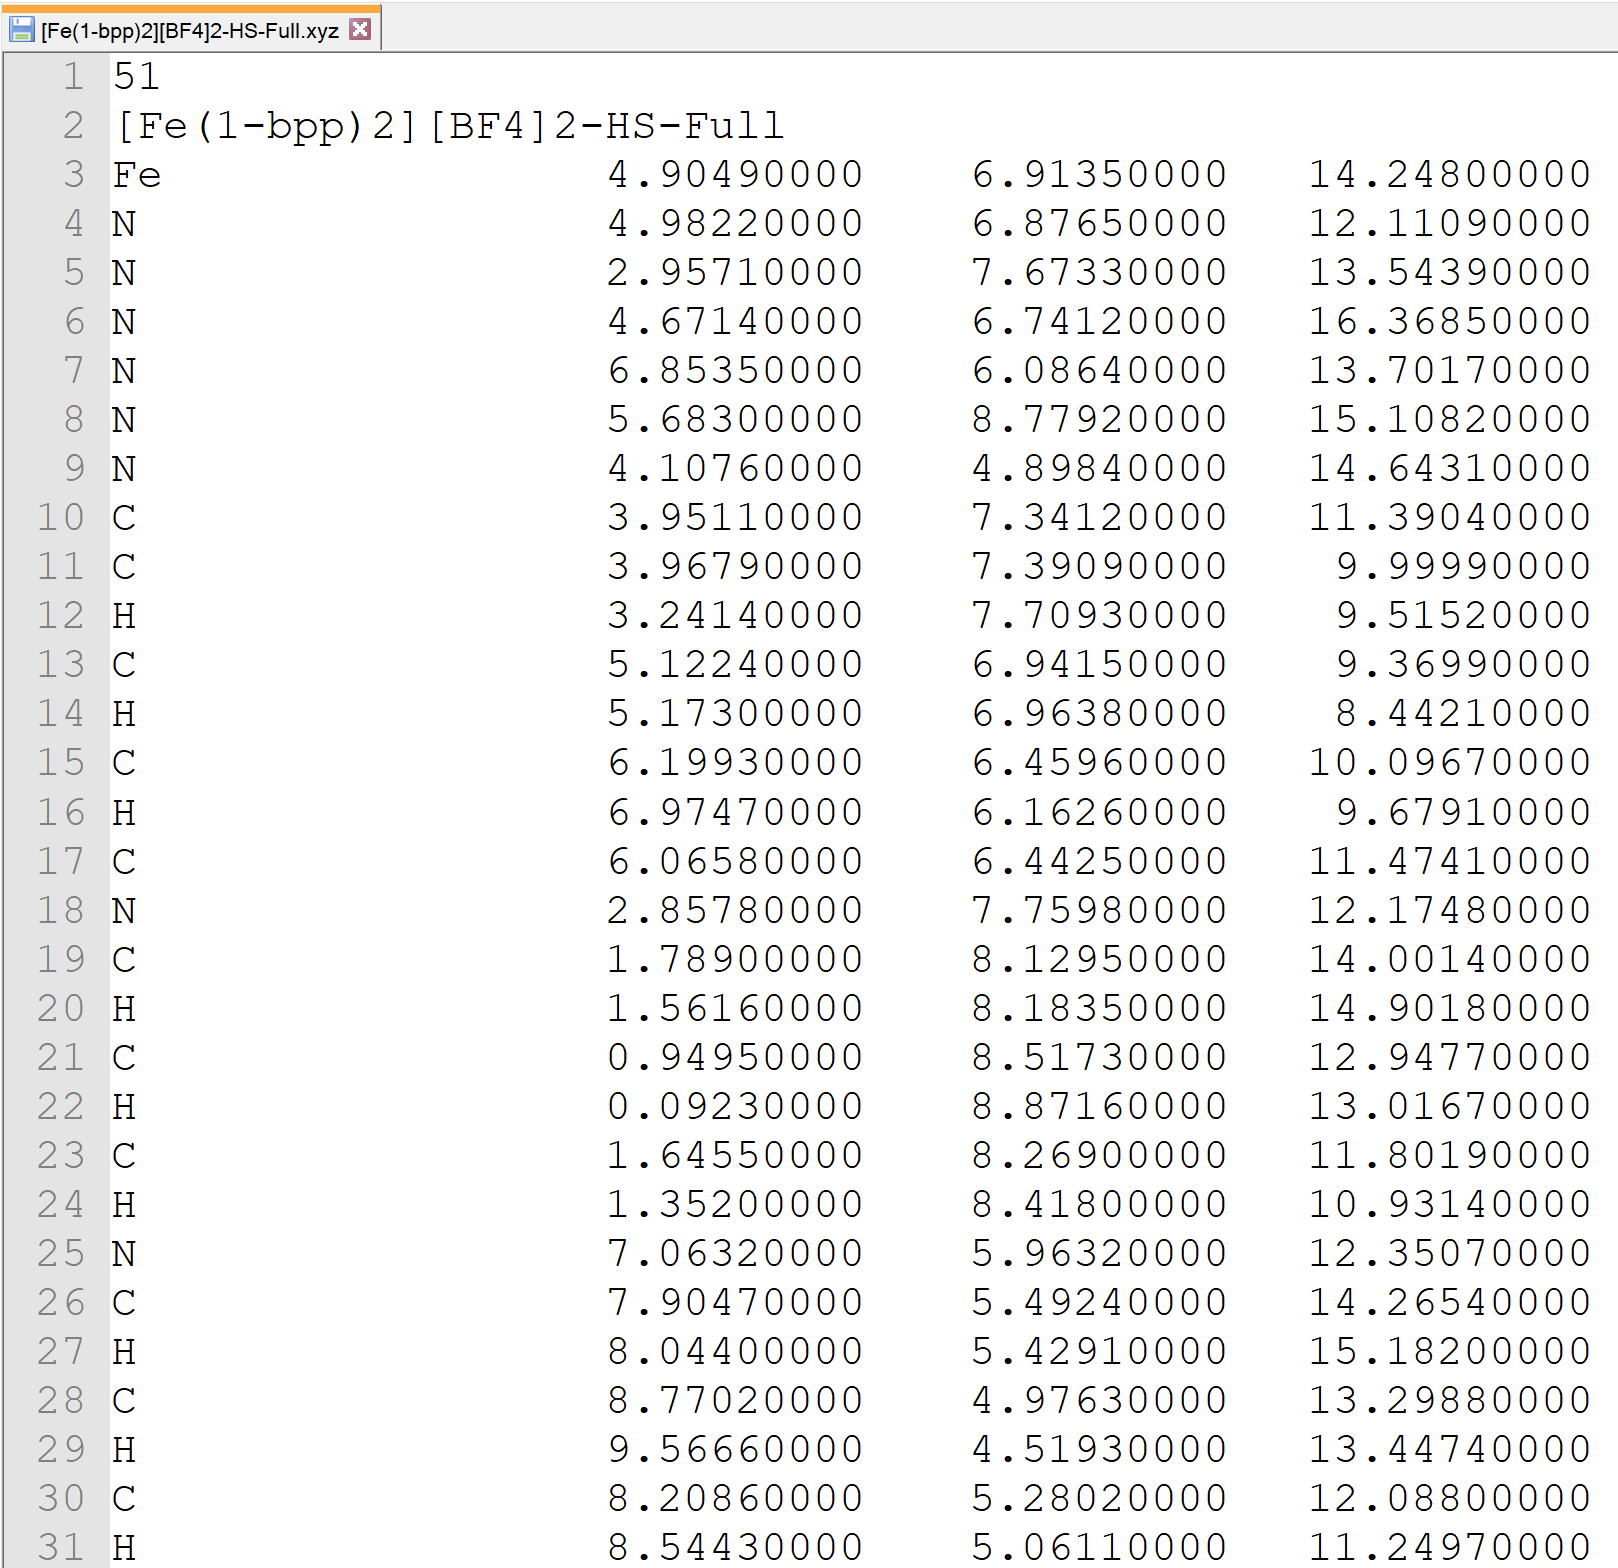 [Fe(1-bpp)2][BF4]2-HS-Full.xyz
1 51
2 [Fe(1-bpp)2][BF4]2-HS-Full
3 Fe 4.90490000 6.91350000 14.24800000
4 N 4.98220000 6.87650000 12.11090000
5 N 2.95710000 7.67330000 13.54390000
6 N 4.67140000 6.74120000 16.36850000
7 N 6.85350000 6.08640000 13.70170000
8 N 5.68300000 8.77920000 15.10820000
9 N 4.10760000 4.89840000 14.64310000
10 C 3.95110000 7.34120000 11.39040000
11 C 3.96790000 7.39090000 9.99990000
12 H 3.24140000 7.70930000 9.51520000
13 C 5.12240000 6.94150000 9.36990000
14 H 5.17300000 6.96380000 8.44210000
15 C 6.19930000 6.45960000 10.09670000
16 H 6.97470000 6.16260000 9.67910000
17 C 6.06580000 6.44250000 11.47410000
18 N 2.85780000 7.75980000 12.17480000
19 C 1.78900000 8.12950000 14.00140000
20 H 1.56160000 8.18350000 14.90180000
21 C 0.94950000 8.51730000 12.94770000
22 H 0.09230000 8.87160000 13.01670000
23 C 1.64550000 8.26900000 11.80190000
24 H 1.35200000 8.41800000 10.93140000
25 N 7.06320000 5.96320000 12.35070000
26 C 7.90470000 5.49240000 14.26540000
27 H 8.04400000 5.42910000 15.18200000
28 C 8.77020000 4.97630000 13.29880000
29 H 9.56660000 4.51930000 13.44740000
30 C 8.20860000 5.28020000 12.08800000
31 H 8.54430000 5.06110000 11.24970000